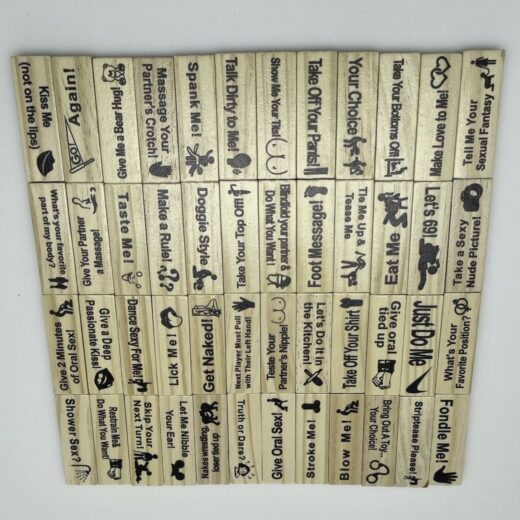 Kiss Me
(not on the lips)
Go! Again!
Give Me a Bear Hug!
Massage Your
Partner's Crotch!
Spank Me!
Talk Dirty to Me!
Show Me Your Tits!
Take Off Your Pants!
Your Choice
Take Your Bottoms Off
Make Love to Me!
Tell Me Your
Sexual Fantasy
What's your favorite
part of my body?
Give Your Partner
a Massage!
Taste Me!
Make a Rule!
Doggie Style
Take Your Top Off!
Blindfold your partner &
Do What You Want!
Foot Message!
Tie Me Up &
Tease Me
Eat Me
Let's 69!
Take a Sexy
Nude Picture!
Give 2 Minutes
of Oral Sex!
Give a Deep
Passionate Kiss!
Dance Sexy For Me!
Lick Me!
Get Naked!
Next Player Must Pull
with Their Left Hand!
Taste Your
Partner's Nipple!
Let's Do It in
the Kitchen!
Take Off Your Shirt
Give oral
tied up
Just Do Me
What's Your
Favorite Position?
Shower Sex?
Restrain Me &
Do What You Want!
Skip Your
Next Turn!
Let Me Nibble
Your Ear!
Nakes wrestling
loser tied up
Truth or Dare?
Give Oral Sex!
Stroke Me!
Blow Me!
Bring Out A Toy...
Your Choice!
Striptease Please!
Fondle Me!